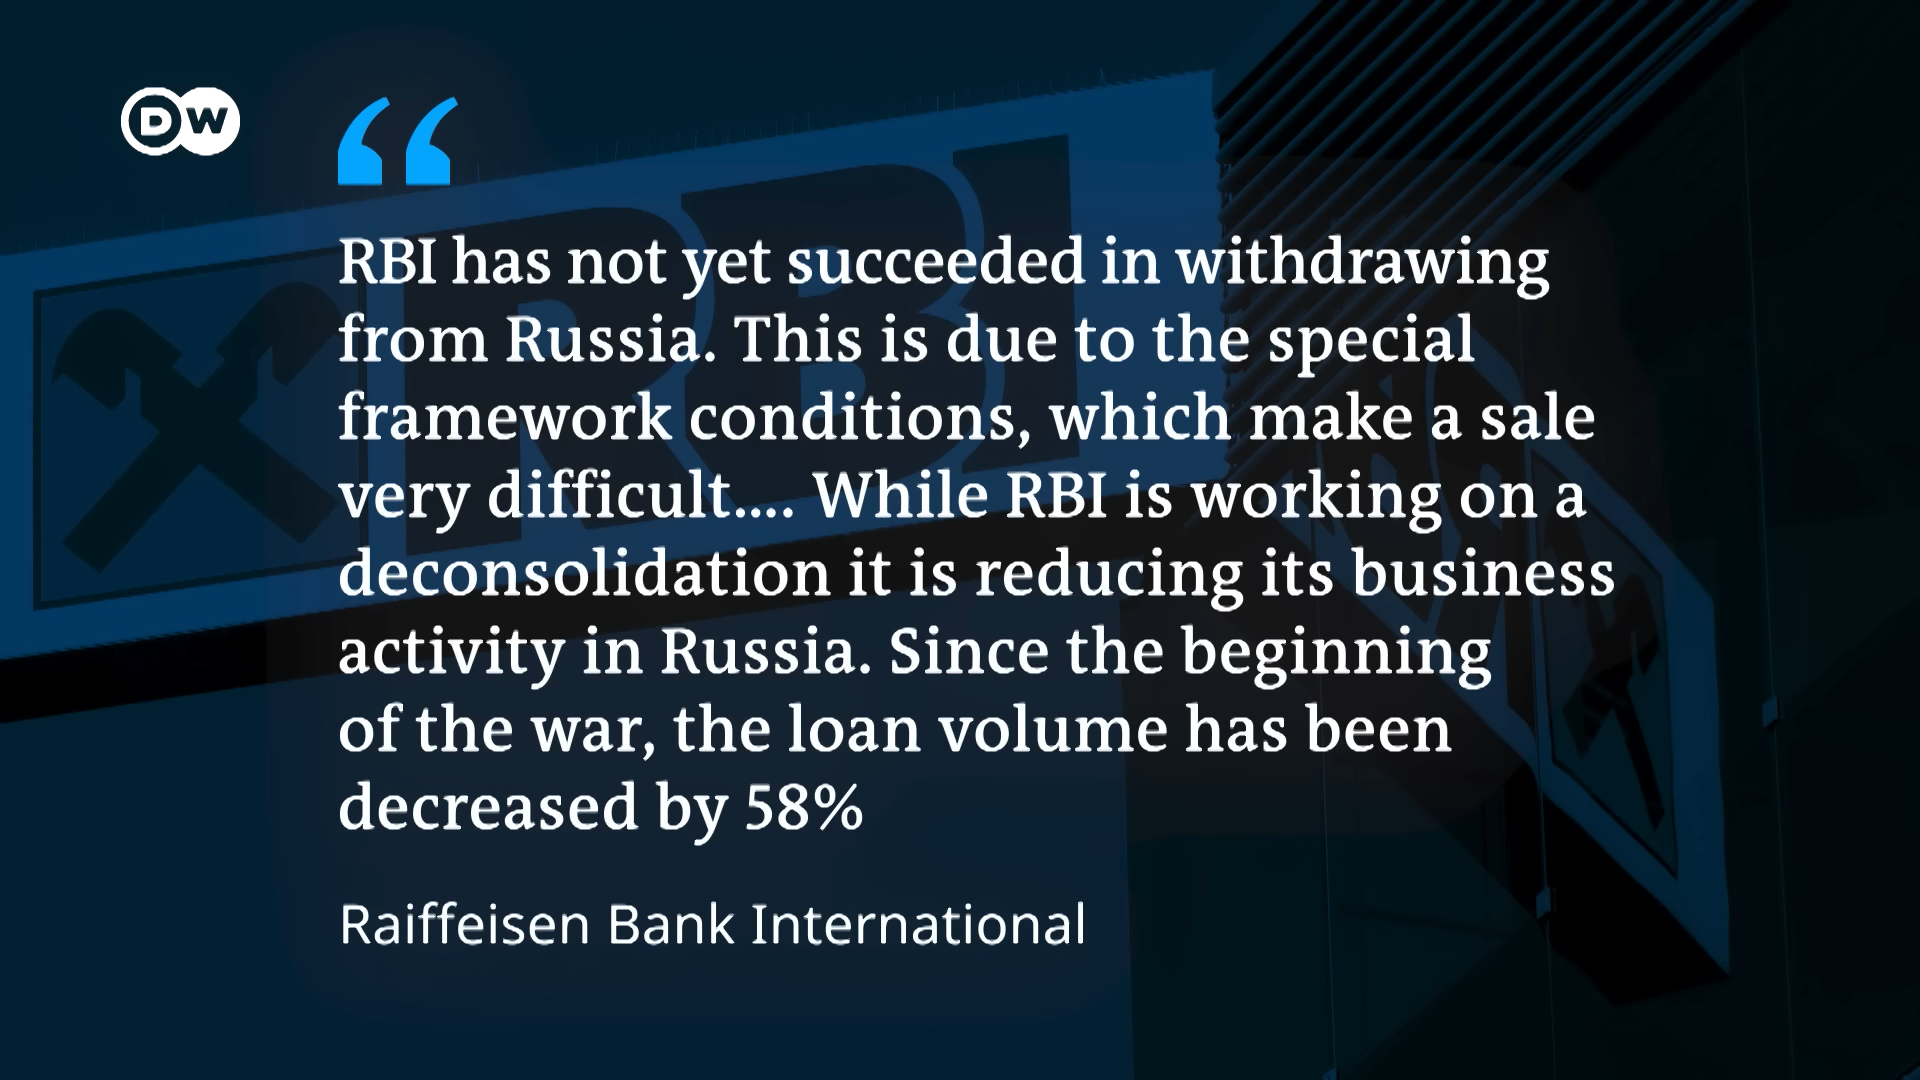 DW
“
RBI
RBI has not yet succeeded in withdrawing
from Russia. This is due to the special
framework conditions, which make a sale
very difficult.... While RBI is working on a
deconsolidation it is reducing its business
activity in Russia. Since the beginning
of the war, the loan volume has been
decreased by 58%
Raiffeisen Bank International